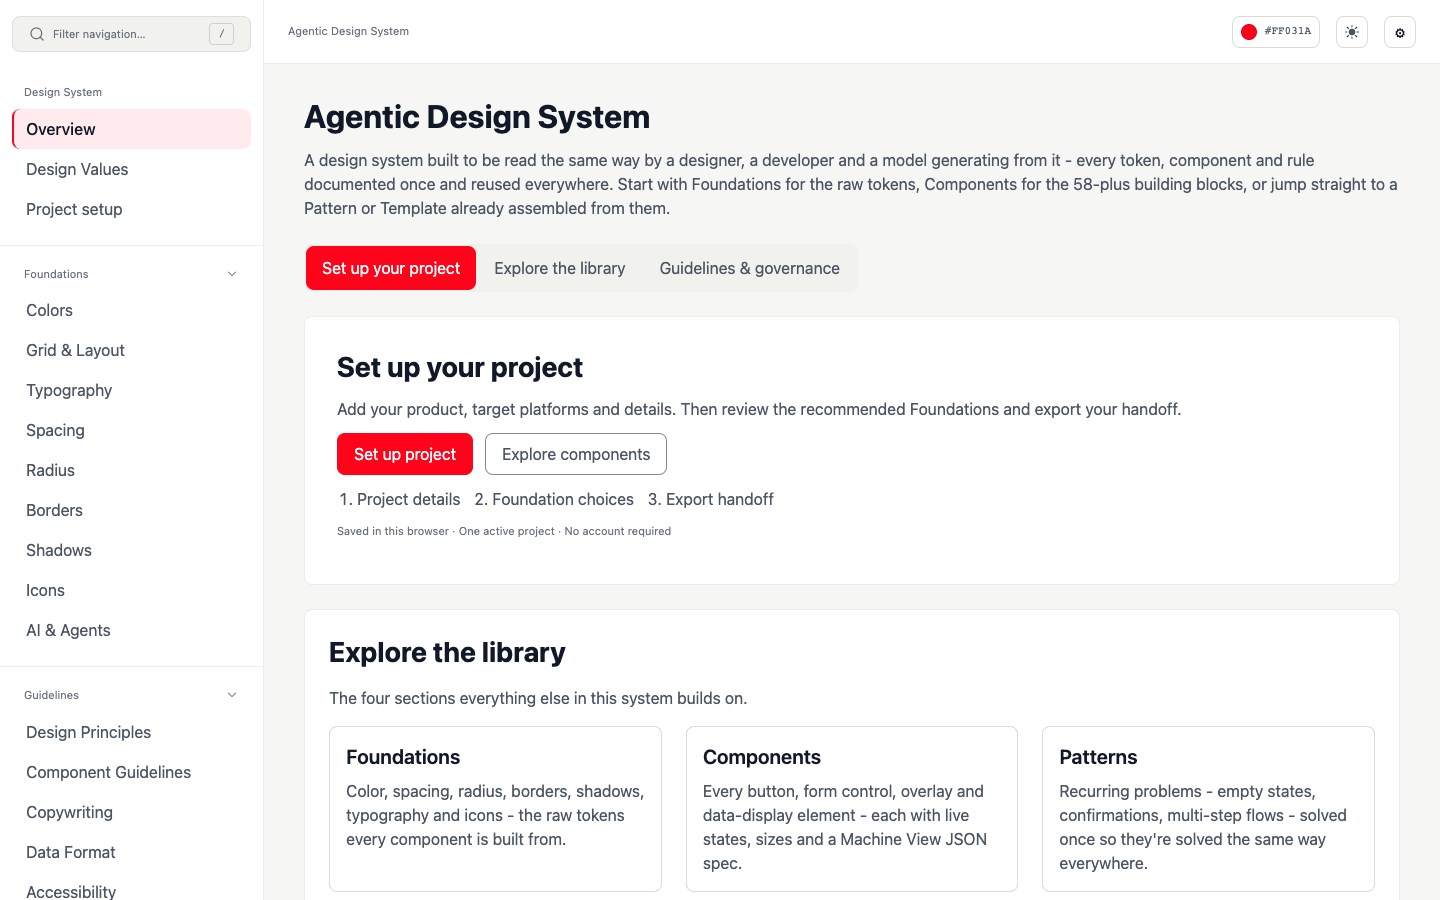 Filter navigation...
/
Design System
Overview
Design Values
Project setup
Foundations
Colors
Grid & Layout
Typography
Spacing
Radius
Borders
Shadows
Icons
AI & Agents
Guidelines
Design Principles
Component Guidelines
Copywriting
Data Format
Accessibility
Agentic Design System
#FF031A
Agentic Design System
A design system built to be read the same way by a designer, a developer and a model generating from it - every token, component and rule
documented once and reused everywhere. Start with Foundations for the raw tokens, Components for the 58-plus building blocks, or jump straight to a
Pattern or Template already assembled from them.
Set up your project
Explore the library
Guidelines & governance
Set up your project
Add your product, target platforms and details. Then review the recommended Foundations and export your handoff.
Set up project
Explore components
1. Project details
2. Foundation choices
3. Export handoff
Saved in this browser · One active project · No account required
Explore the library
The four sections everything else in this system builds on.
Foundations
Color, spacing, radius, borders, shadows,
typography and icons - the raw tokens
every component is built from.
Components
Every button, form control, overlay and
data-display element - each with live
states, sizes and a Machine View JSON
spec.
Patterns
Recurring problems - empty states,
confirmations, multi-step flows - solved
once so they're solved the same way
everywhere.